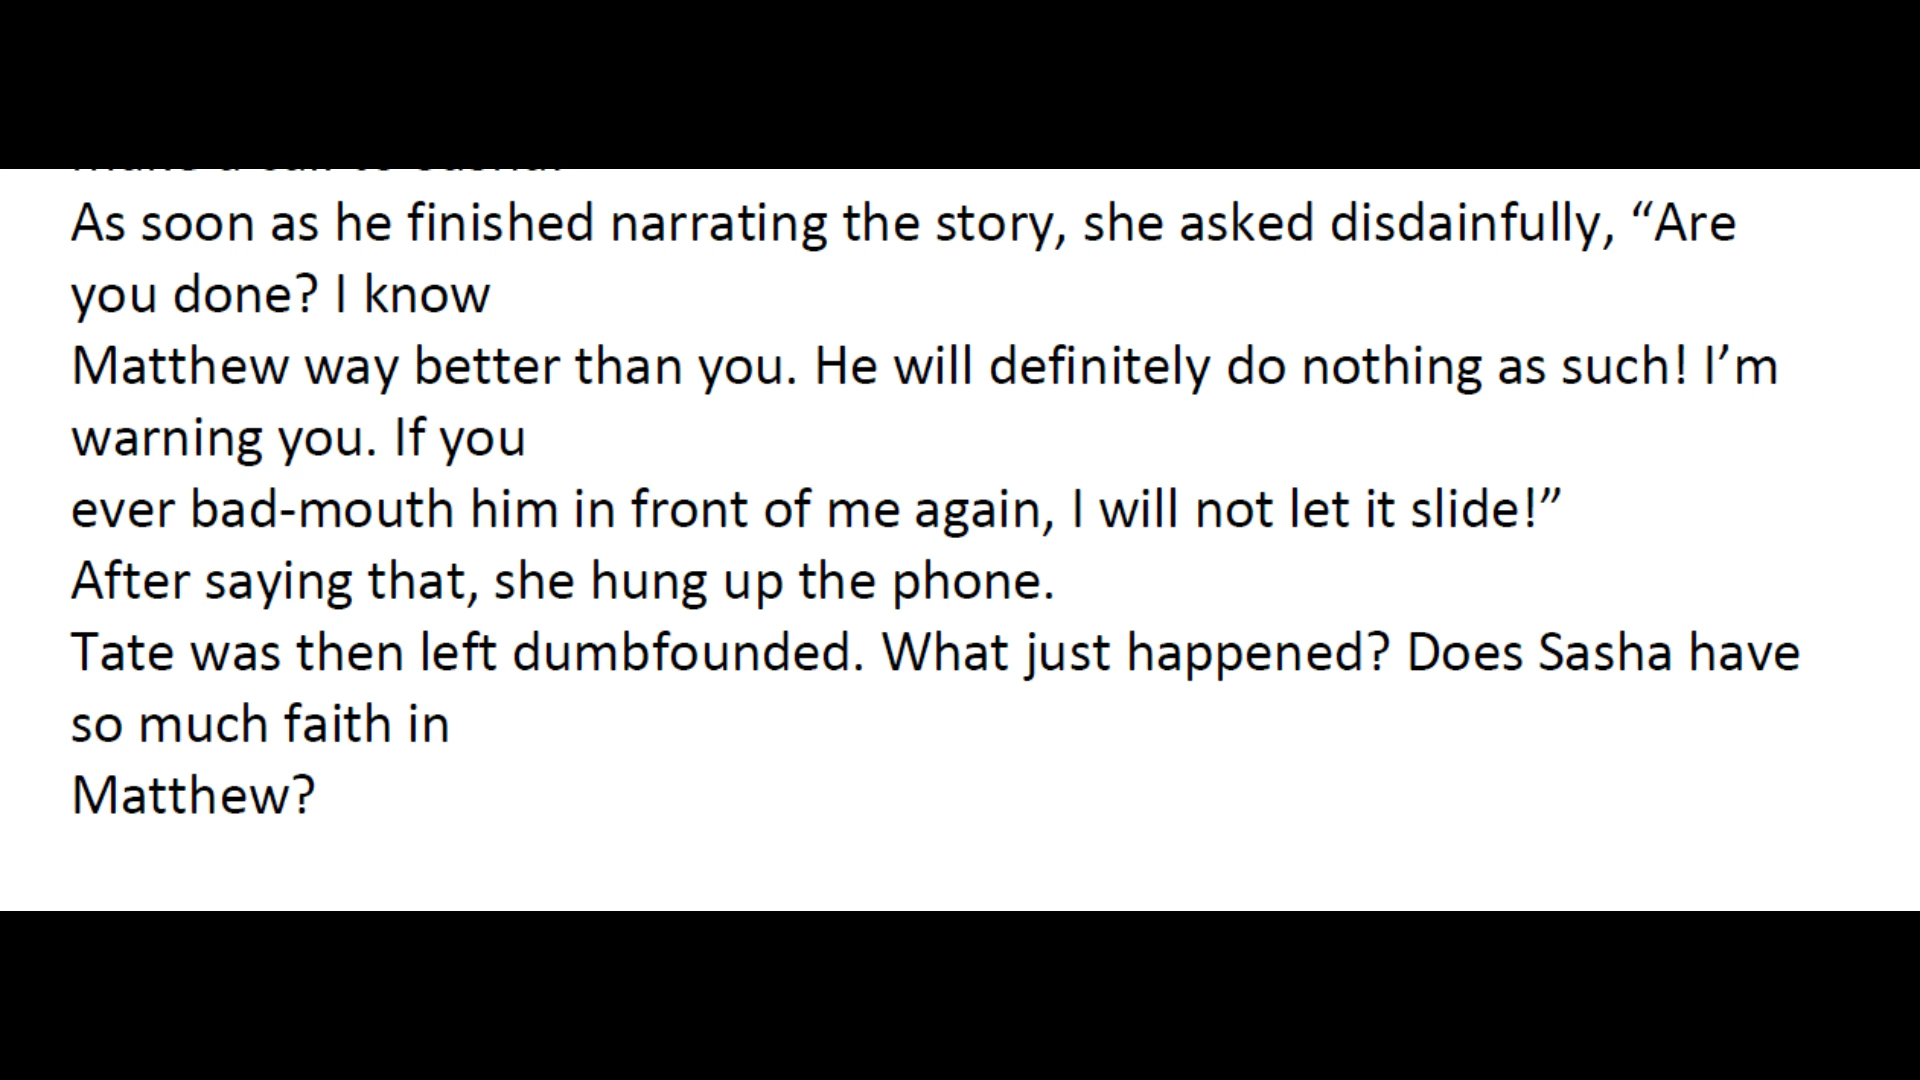 As soon as he finished narrating the story, she asked disdainfully, “Are
you done? I know
Matthew way better than you. He will definitely do nothing as such! I’m
warning you. If you
ever bad-mouth him in front of me again, I will not let it slide!”
After saying that, she hung up the phone.
Tate was then left dumbfounded. What just happened? Does Sasha have
so much faith in
Matthew?